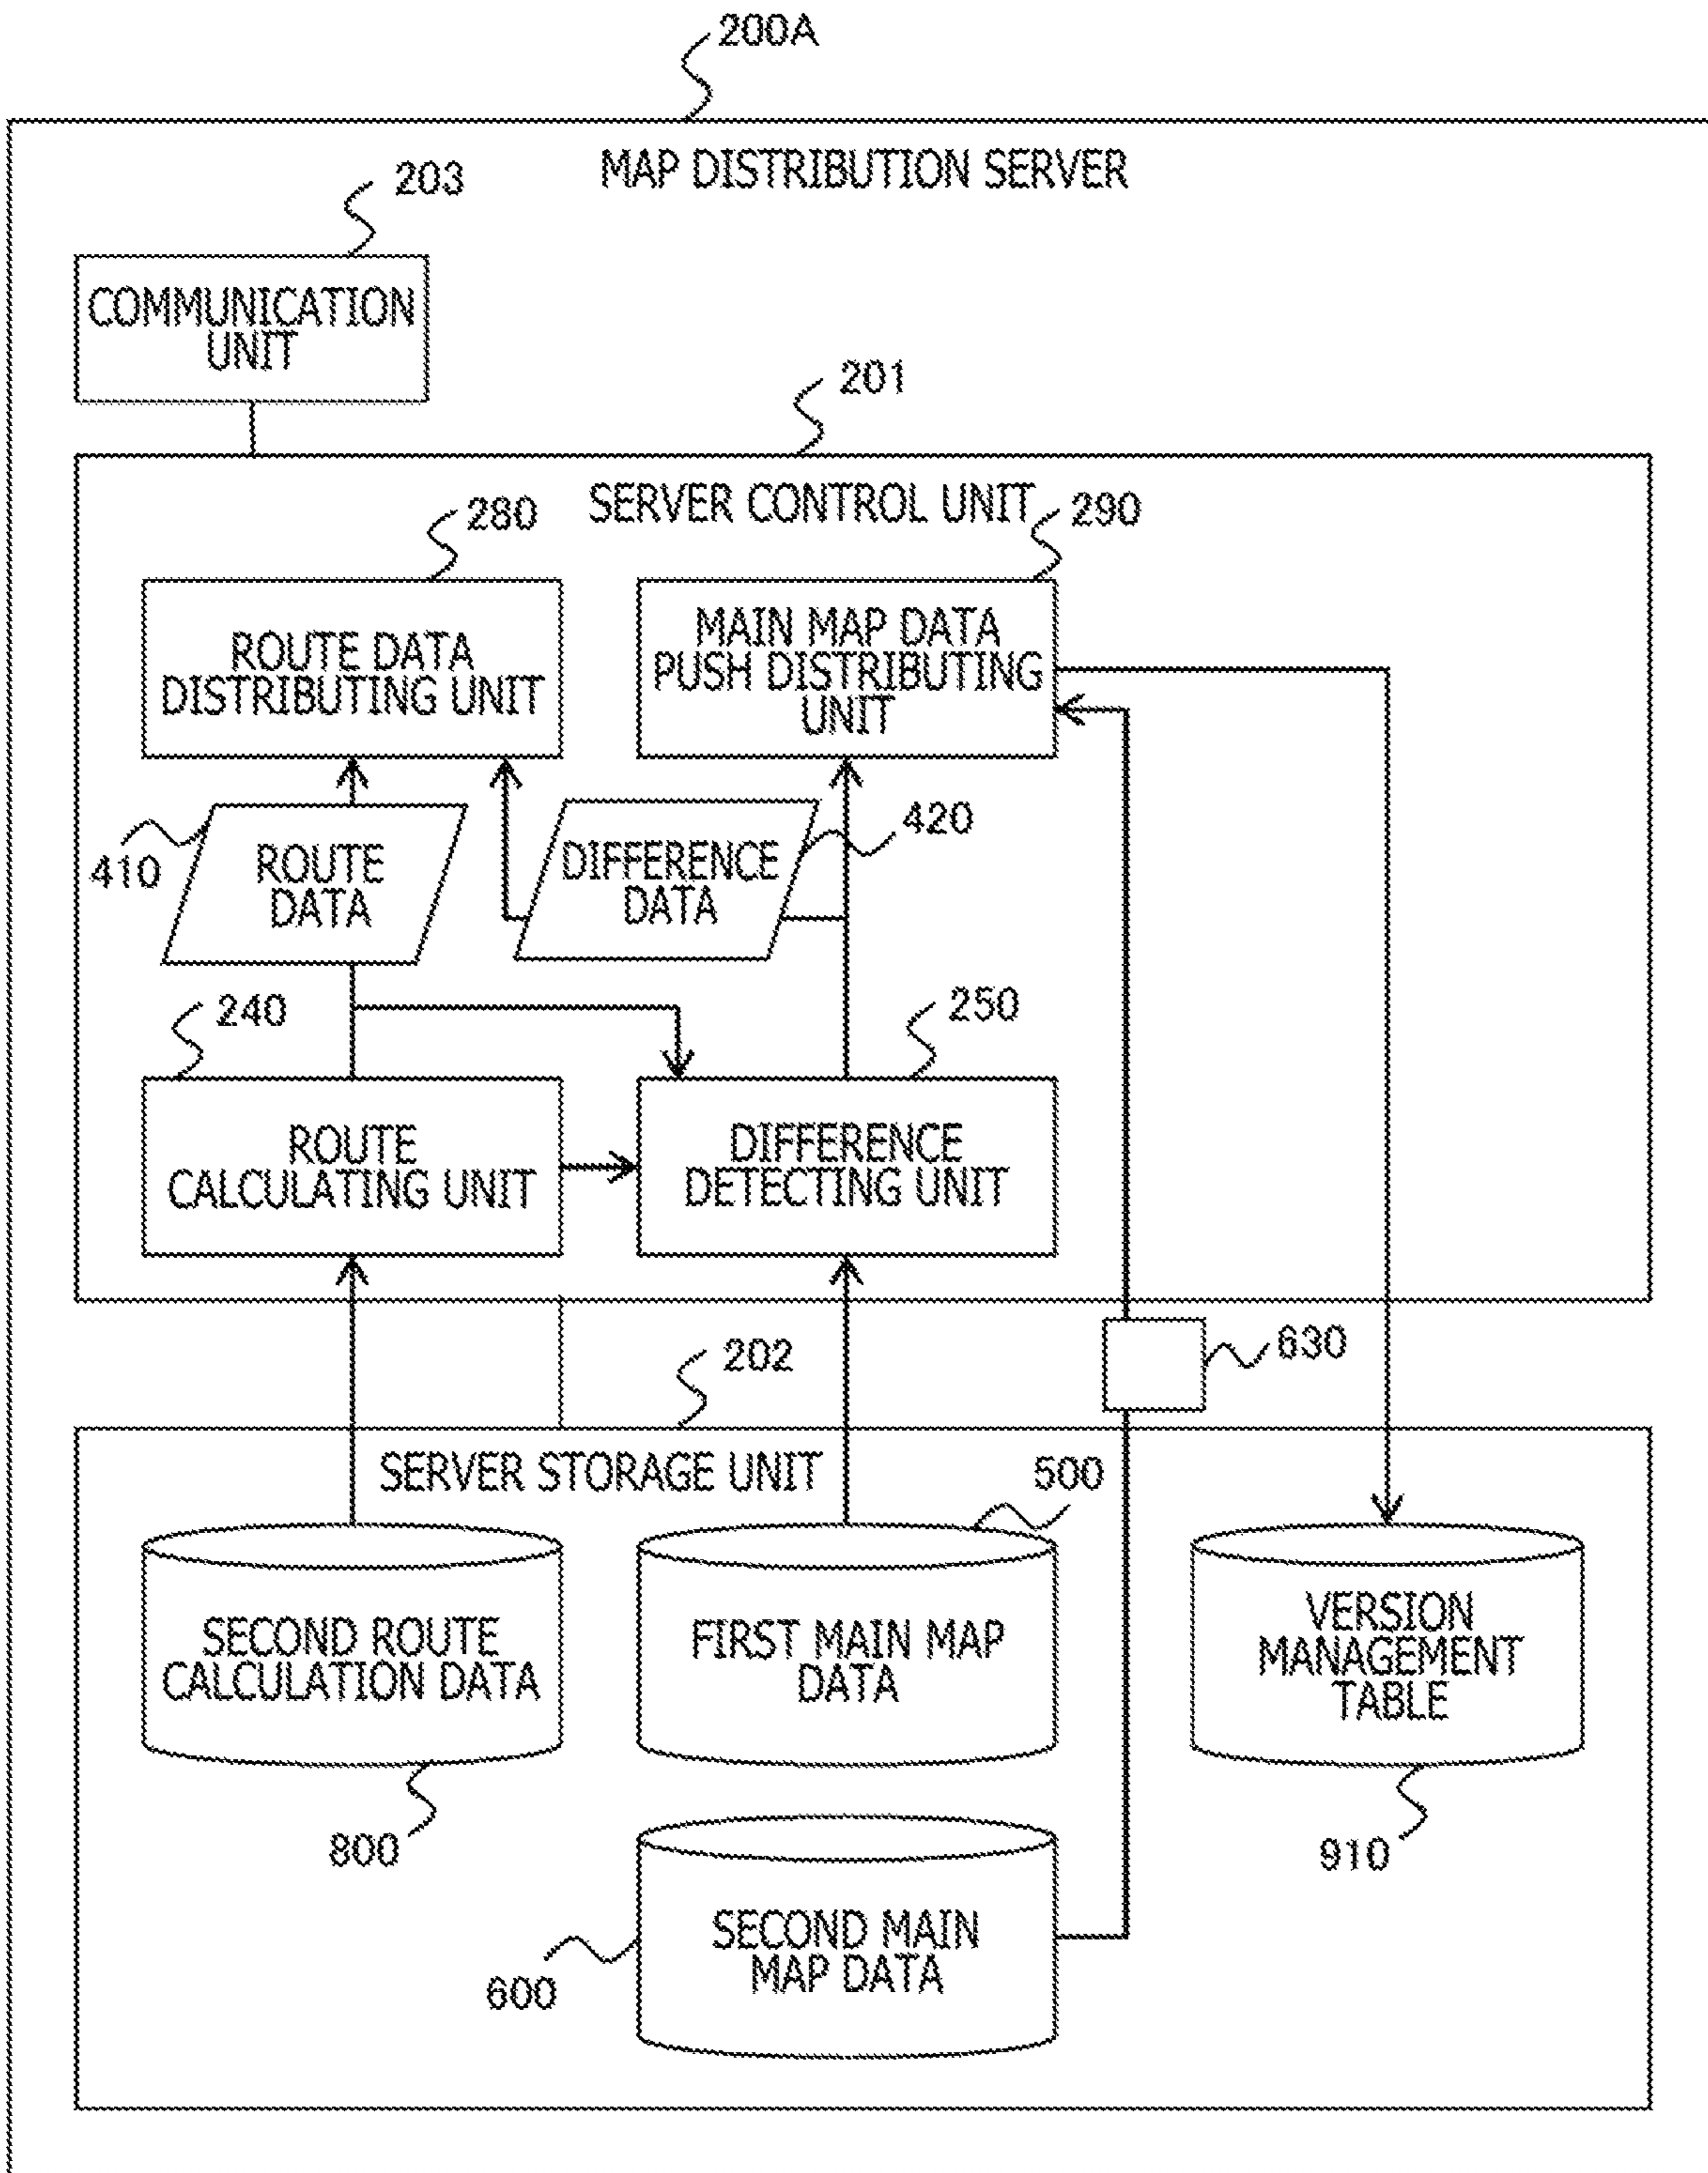 200A
MAP DISTRIBUTION SERVER
203
COMMUNICATION
UNIT
201
SERVER CONTROL UNIT
280
290
ROUTE DATA
DISTRIBUTING UNIT
MAIN MAP DATA
PUSH DISTRIBUTING
UNIT
410
ROUTE
DATA
DIFFERENCE
DATA
420
240
250
ROUTE
CALCULATING UNIT
DIFFERENCE
DETECTING UNIT
630
202
SERVER STORAGE UNIT
500
SECOND ROUTE
CALCULATION DATA
FIRST MAIN MAP
DATA
VERSION
MANAGEMENT
TABLE
800
910
600
SECOND MAIN
MAP DATA